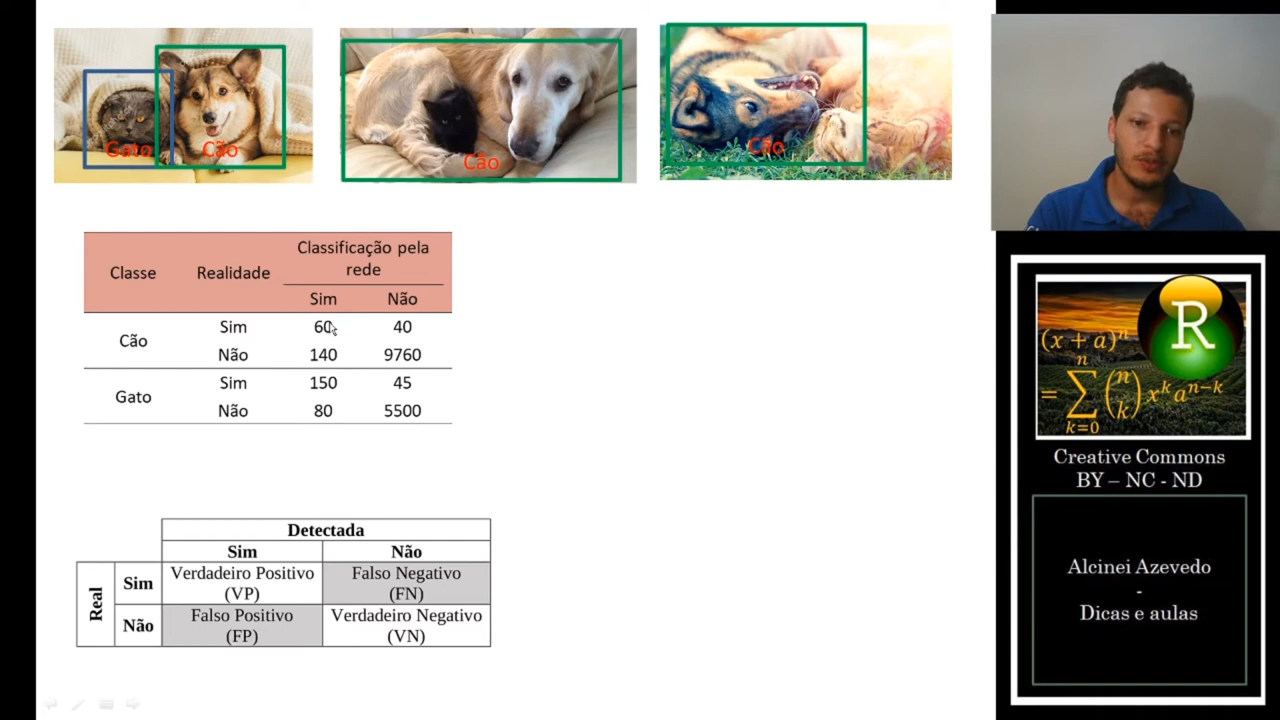 Gato
Cão
Cão
Cão
Classe Realidade Classificação pela rede
Sim Não
Cão Sim 60 40
Não 140 9760
Gato Sim 150 45
Não 80 5500
Detectada
Sim Não
Real Sim Verdadeiro Positivo (VP) Falso Negativo (FN)
Não Falso Positivo (FP) Verdadeiro Negativo (VN)
R
(x + a)^n
= ∑_{k=0}^{n} (n k) x^k a^{n−k}
Creative Commons
BY – NC - ND
Alcinei Azevedo
-
Dicas e aulas